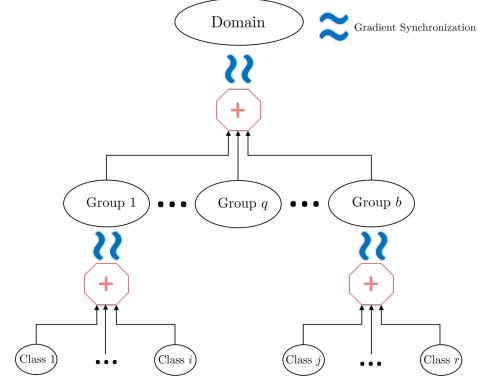 Domain
Gradient Synchronization
+
Group 1 ••• Group q ••• Group b
+ +
Class 1 ••• Class i Class j ••• Class r